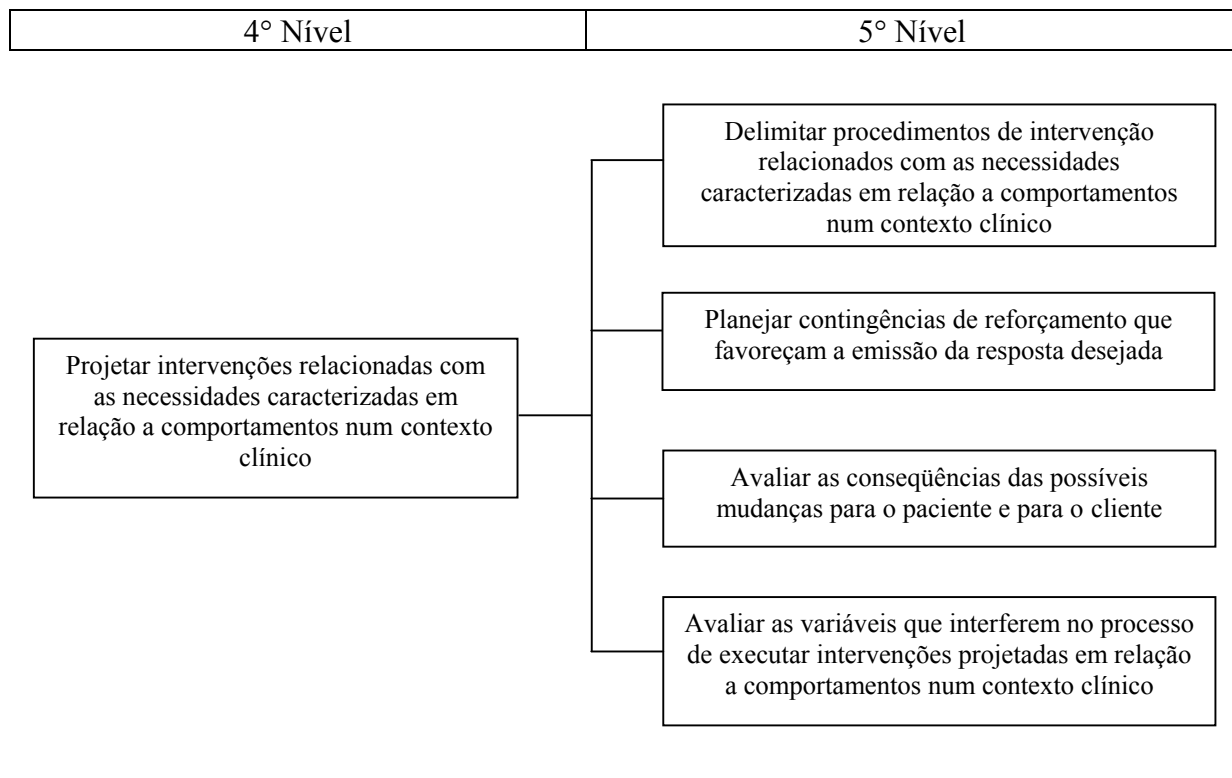 4° Nível
5° Nível
Delimitar procedimentos de intervenção
relacionados com as necessidades
caracterizadas em relação a comportamentos
num contexto clínico
Planejar contingências de reforçamento que
favoreçam a emissão da resposta desejada
Projetar intervenções relacionadas com
as necessidades caracterizadas em
relação a comportamentos num contexto
clínico
Avaliar as conseqüências das possíveis
mudanças para o paciente e para o cliente
Avaliar as variáveis que interferem no processo
de executar intervenções projetadas em relação
a comportamentos num contexto clínico